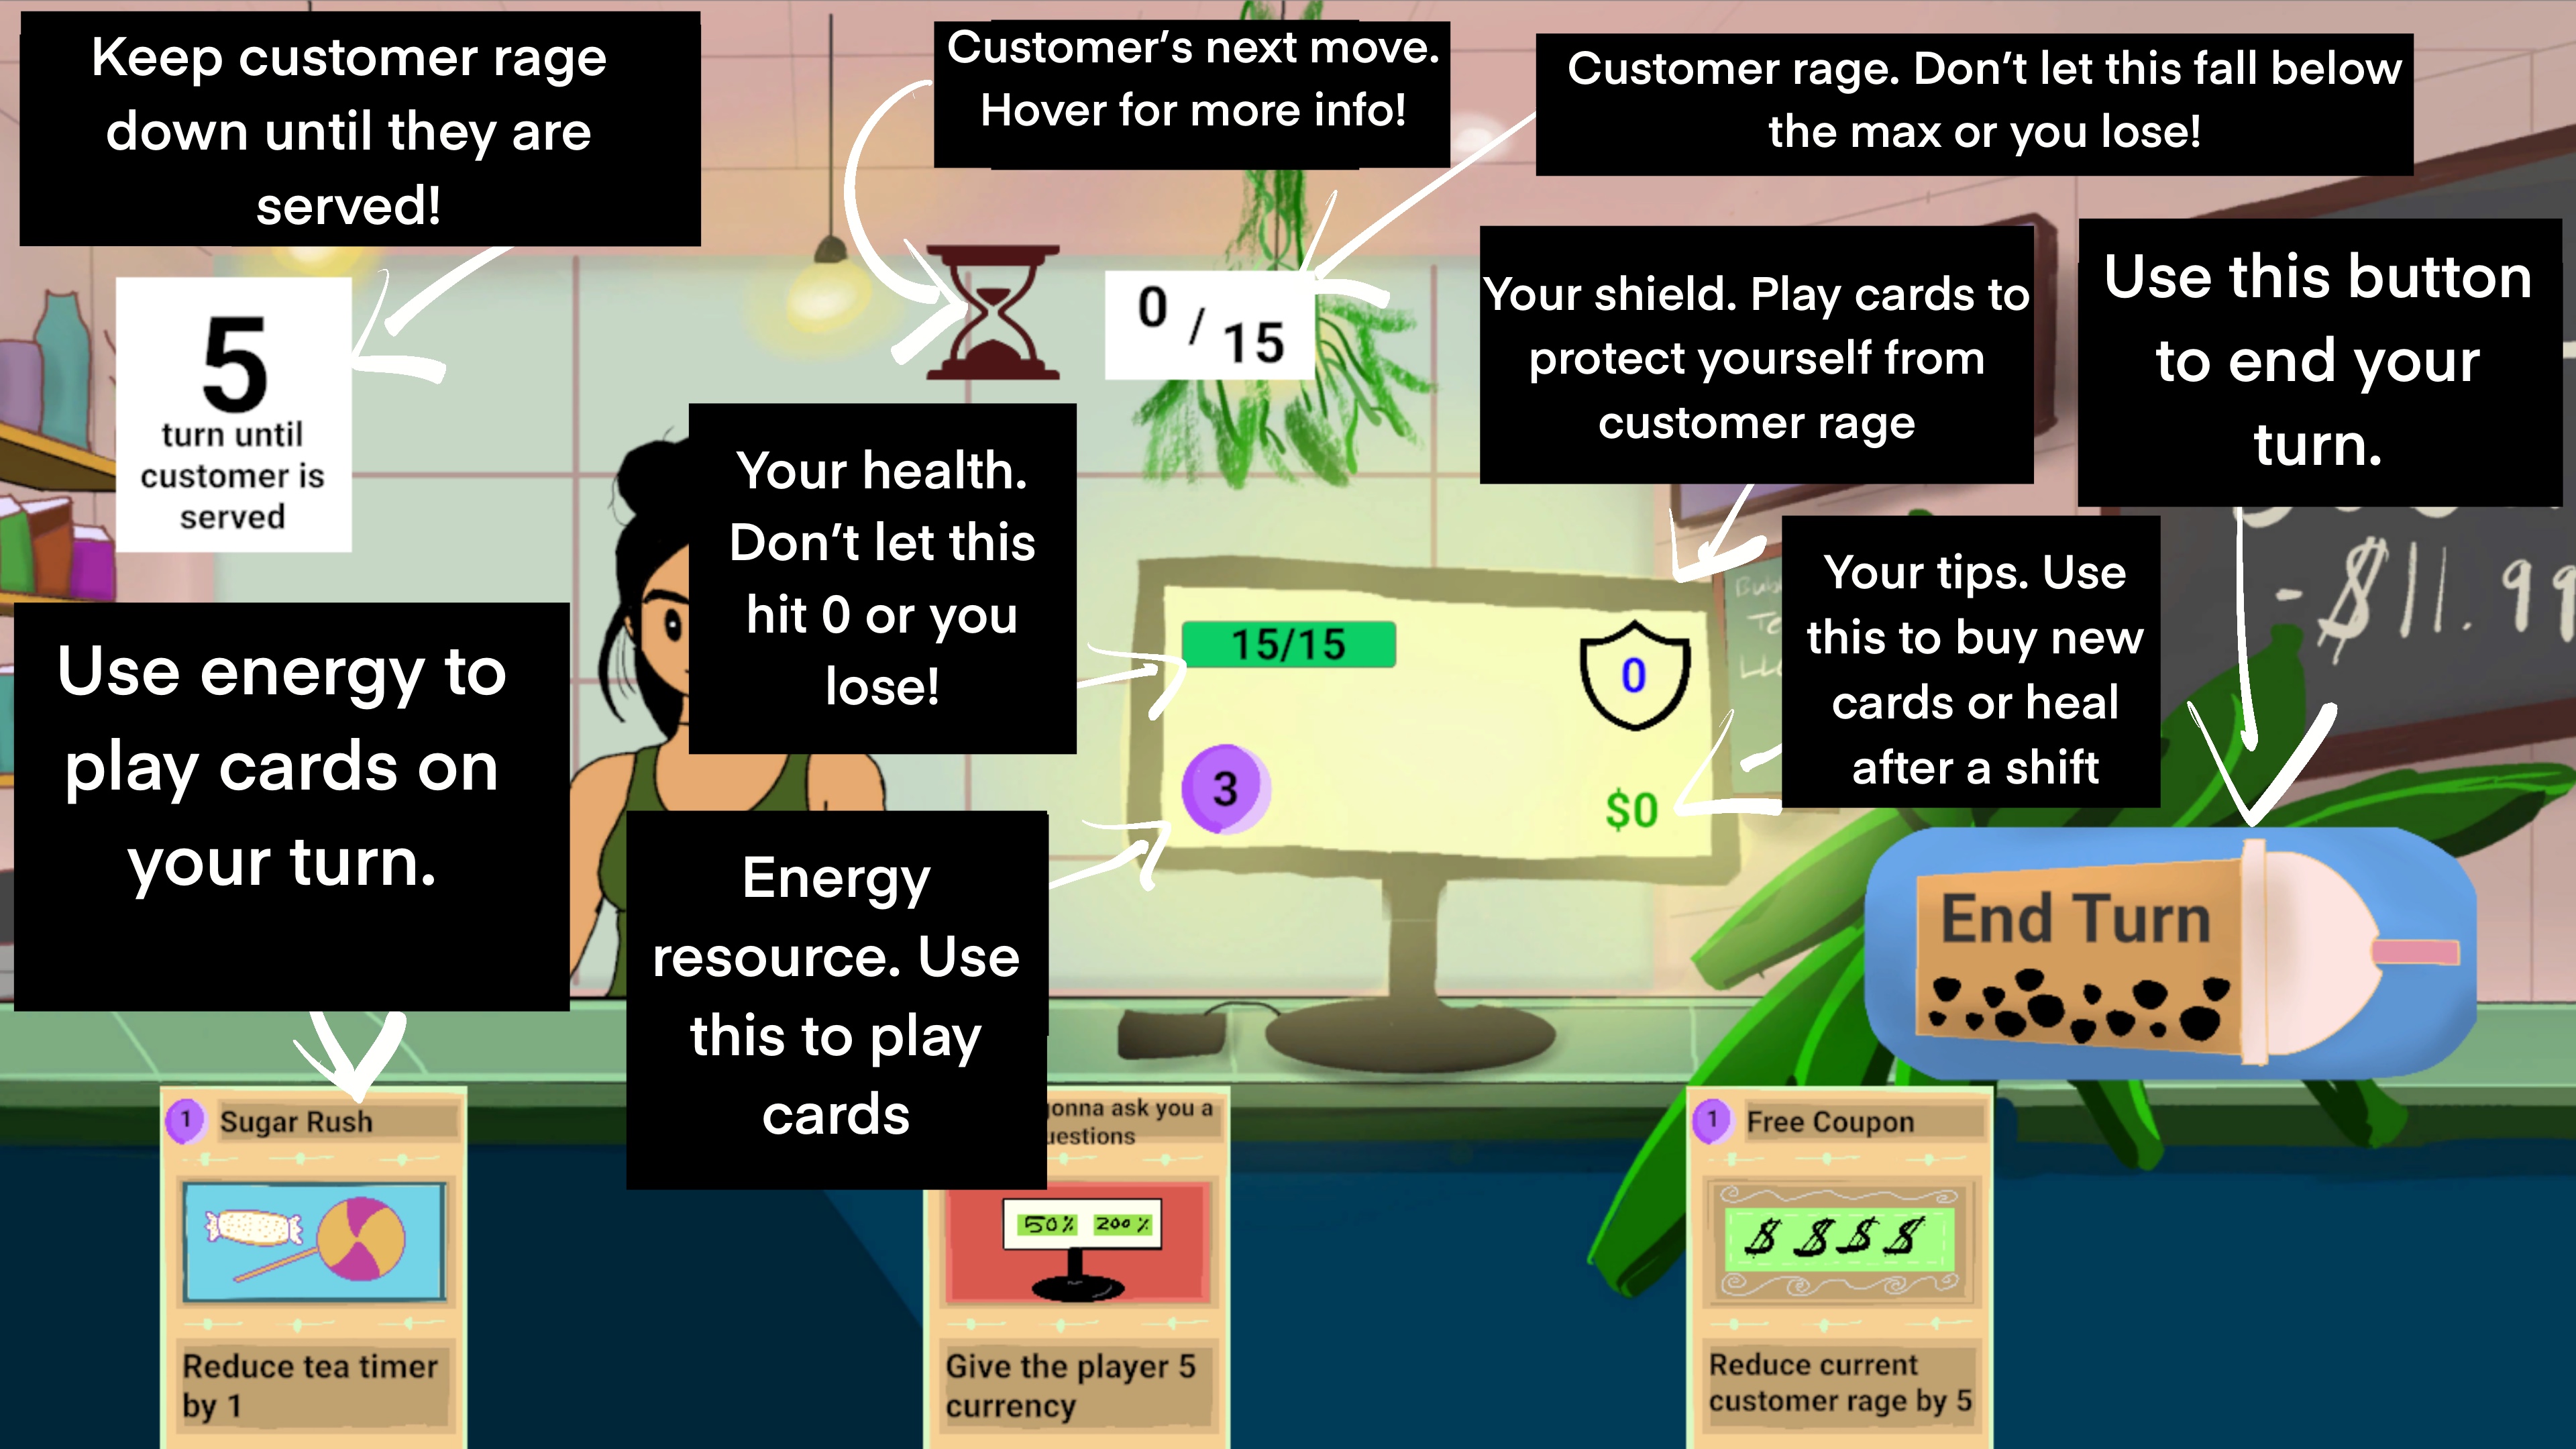 Keep customer rage
down until they are
served!
Customer’s next move.
Hover for more info!
Customer rage. Don’t let this fall below
the max or you lose!
5
turn until
customer is
served
0 / 15
Your shield. Play cards to
protect yourself from
customer rage
Use this button
to end your
turn.
Your health.
Don’t let this
hit 0 or you
lose!
Your tips. Use
this to buy new
cards or heal
after a shift
- $11.99
Use energy to
play cards on
your turn.
15/15
0
3
$0
Energy
resource. Use
this to play
cards
End Turn
1 Sugar Rush
Reduce tea timer
by 1
gonna ask you a
uestions
50% 200%
Give the player 5
currency
1 Free Coupon
$ $ $ $
Reduce current
customer rage by 5